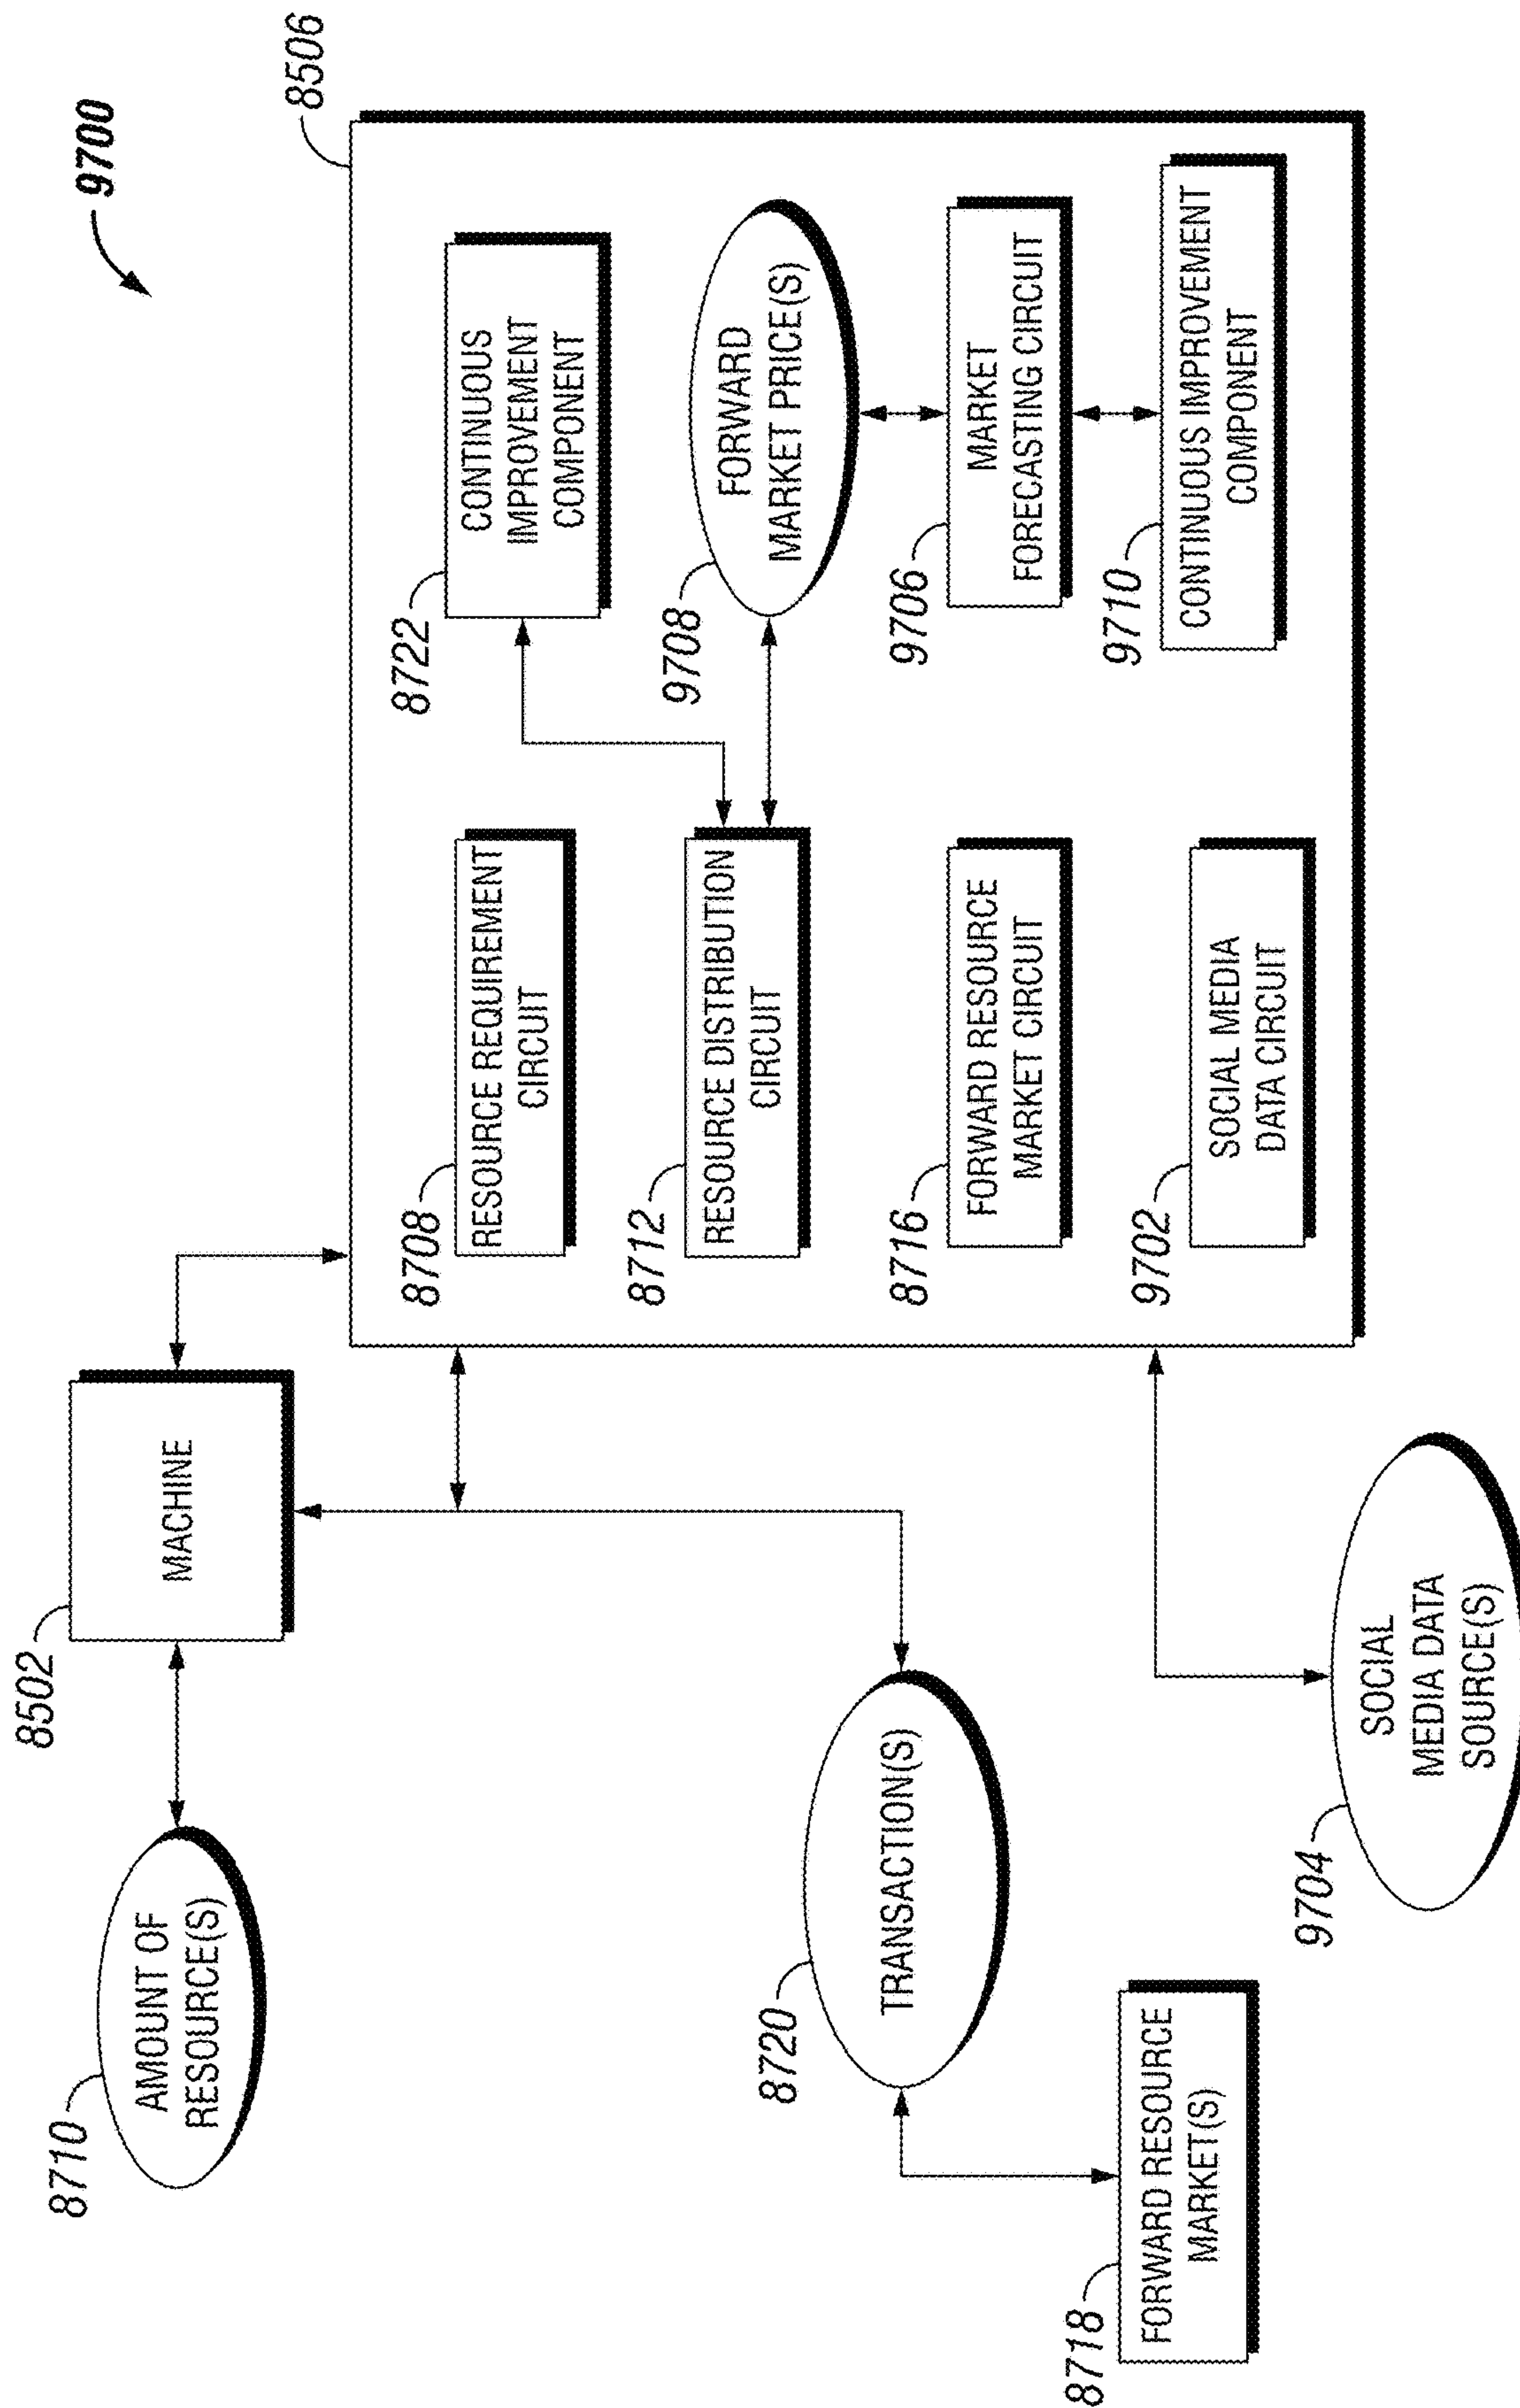 9700
8502
MACHINE
8506
8710
AMOUNT OF
RESOURCE(S)
8708
RESOURCE REQUIREMENT
CIRCUIT
8722
CONTINUOUS
IMPROVEMENT
COMPONENT
8712
RESOURCE DISTRIBUTION
CIRCUIT
9708
FORWARD
MARKET PRICE(S)
8720
TRANSACTION(S)
8716
FORWARD RESOURCE
MARKET CIRCUIT
9706
MARKET
FORECASTING CIRCUIT
8718
FORWARD RESOURCE
MARKET(S)
9702
SOCIAL MEDIA
DATA CIRCUIT
9710
CONTINUOUS IMPROVEMENT
COMPONENT
9704
SOCIAL
MEDIA DATA
SOURCE(S)